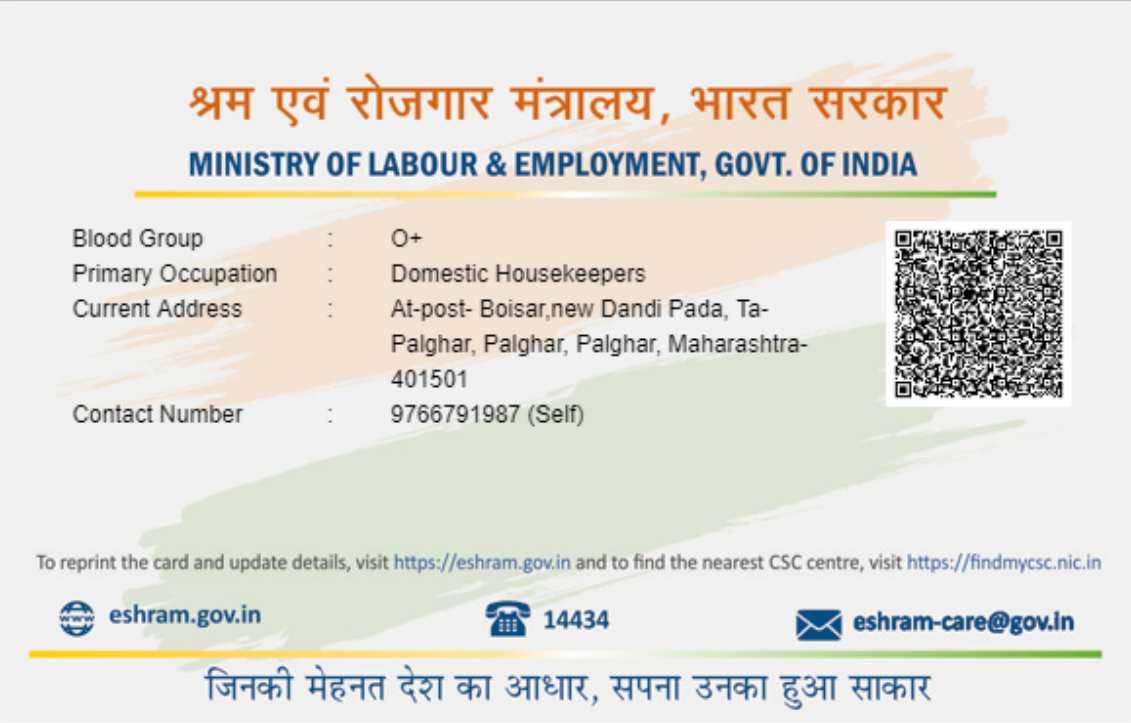 श्रम एवं रोजगार मंत्रालय, भारत सरकार
MINISTRY OF LABOUR & EMPLOYMENT, GOVT. OF INDIA
Blood Group : O+
Primary Occupation : Domestic Housekeepers
Current Address : At-post- Boisar,new Dandi Pada, Ta-
Palghar, Palghar, Palghar, Maharashtra-
401501
Contact Number : 9766791987 (Self)
To reprint the card and update details, visit https://eshram.gov.in and to find the nearest CSC centre, visit https://findmycsc.nic.in
www eshram.gov.in 14434 eshram-care@gov.in
जिनकी मेहनत देश का आधार, सपना उनका हुआ साकार